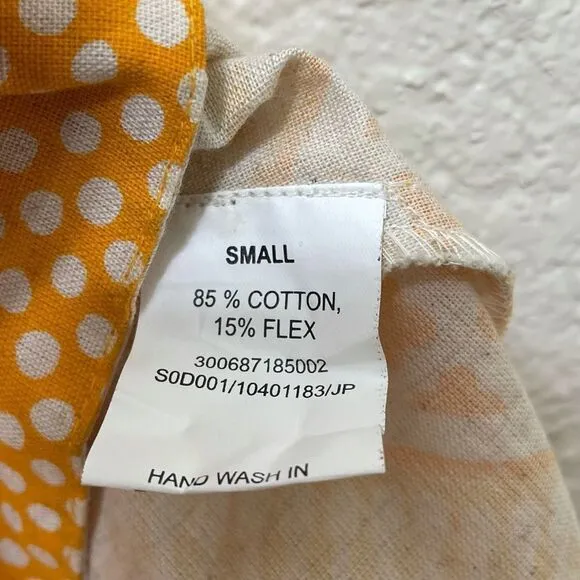 SMALL
85 % COTTON,
15% FLEX
300687185002
S0D001/10401183/JP
HAND WASH IN